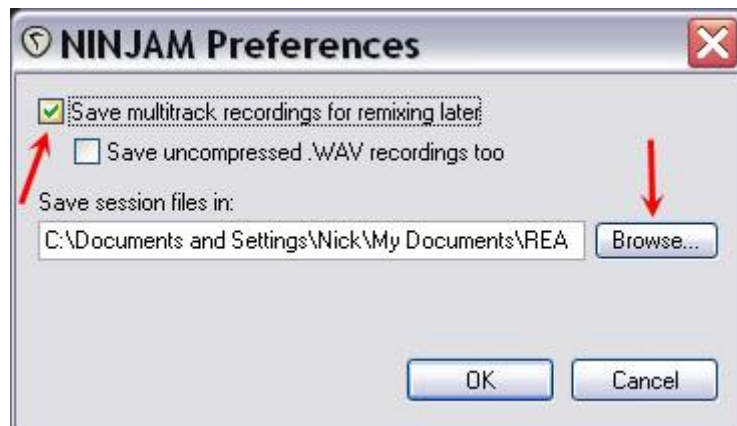 NINJAM Preferences
Save multitrack recordings for remixing later
Save uncompressed .WAV recordings too
Save session files in:
C:\Documents and Settings\Nick\My Documents\REA Browse...
OK Cancel